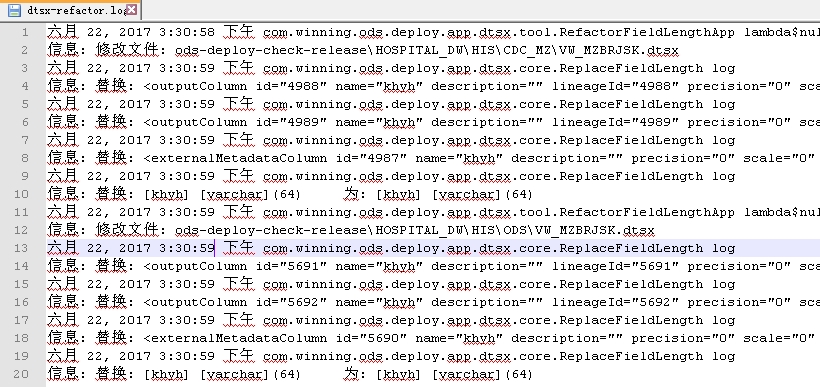 dtsx-refactor.log
1 六月 22, 2017 3:30:58 下午 com.winning.ods.deploy.app.dtsx.tool.RefactorFieldLengthApp lambda$nul
2 信息: 修改文件: ods-deploy-check-release\HOSPITAL_DW\HIS\CDC_MZ\VW_MZBRJSK.dtsx
3 六月 22, 2017 3:30:59 下午 com.winning.ods.deploy.app.dtsx.core.ReplaceFieldLength log
4 信息: 替换: <outputColumn id="4988" name="khyh" description="" lineageId="4988" precision="0" sca
5 六月 22, 2017 3:30:59 下午 com.winning.ods.deploy.app.dtsx.core.ReplaceFieldLength log
6 信息: 替换: <outputColumn id="4989" name="khyh" description="" lineageId="4989" precision="0" sca
7 六月 22, 2017 3:30:59 下午 com.winning.ods.deploy.app.dtsx.core.ReplaceFieldLength log
8 信息: 替换: <externalMetadataColumn id="4987" name="khyh" description="" precision="0" scale="0"
9 六月 22, 2017 3:30:59 下午 com.winning.ods.deploy.app.dtsx.core.ReplaceFieldLength log
10 信息: 替换: [khyh] [varchar](64) 为: [khyh] [varchar](64)
11 六月 22, 2017 3:30:59 下午 com.winning.ods.deploy.app.dtsx.tool.RefactorFieldLengthApp lambda$nul
12 信息: 修改文件: ods-deploy-check-release\HOSPITAL_DW\HIS\ODS\VW_MZBRJSK.dtsx
13 六月 22, 2017 3:30:59 下午 com.winning.ods.deploy.app.dtsx.core.ReplaceFieldLength log
14 信息: 替换: <outputColumn id="5691" name="khyh" description="" lineageId="5691" precision="0" sca
15 六月 22, 2017 3:30:59 下午 com.winning.ods.deploy.app.dtsx.core.ReplaceFieldLength log
16 信息: 替换: <outputColumn id="5692" name="khyh" description="" lineageId="5692" precision="0" sca
17 六月 22, 2017 3:30:59 下午 com.winning.ods.deploy.app.dtsx.core.ReplaceFieldLength log
18 信息: 替换: <externalMetadataColumn id="5690" name="khyh" description="" precision="0" scale="0"
19 六月 22, 2017 3:30:59 下午 com.winning.ods.deploy.app.dtsx.core.ReplaceFieldLength log
20 信息: 替换: [khyh] [varchar](64) 为: [khyh] [varchar](64)